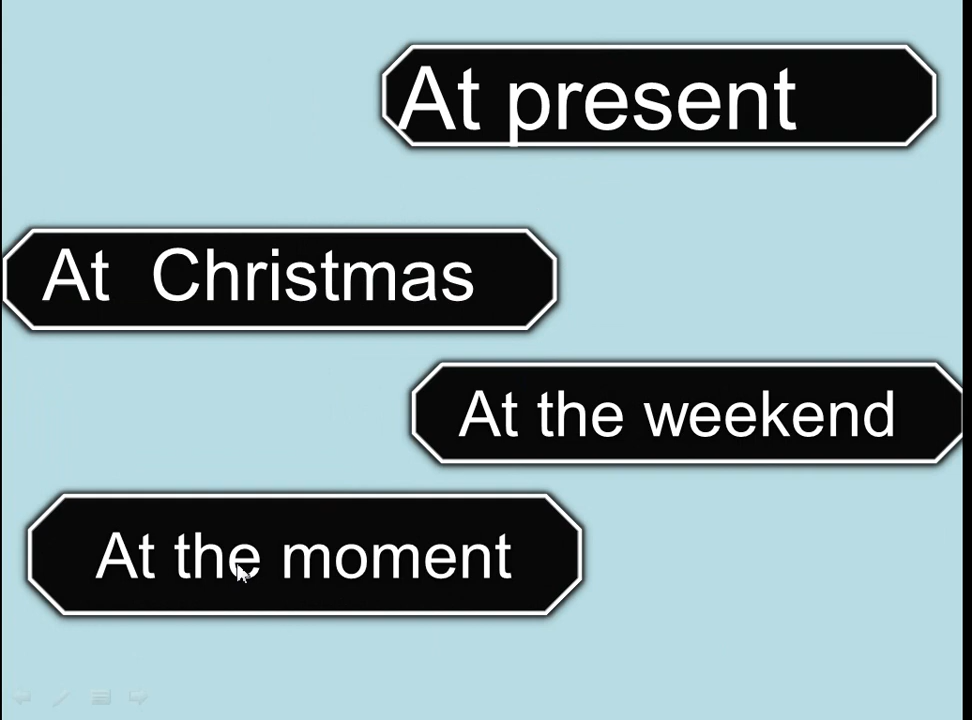 At present
At Christmas
At the weekend
At the moment